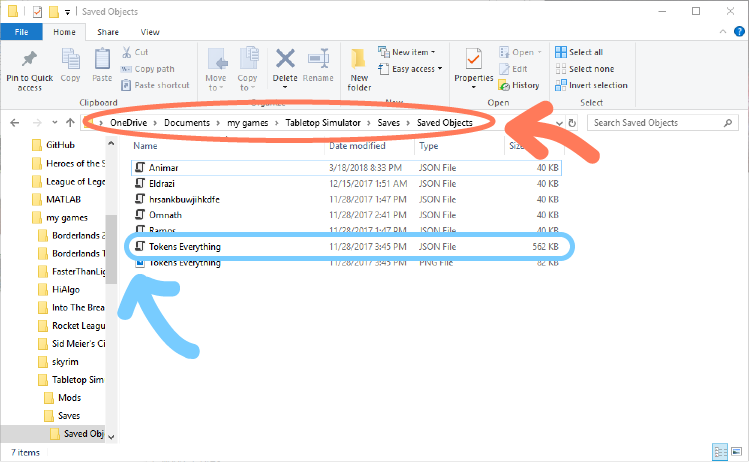 Saved Objects
File Home Share View
Pin to Quick access
Copy
Paste
Cut
Copy path
Paste shortcut
Move to
Copy to
Delete
Rename
New folder
New item
Easy access
Properties
Open
Edit
History
Select all
Select none
Invert selection
Clipboard Organize New Open Select
OneDrive Documents my games Tabletop Simulator Saves Saved Objects
Search Saved Objects
Name Date modified Type Size
GitHub
Heroes of the S
League of Lege
MATLAB
my games
Borderlands 2
Borderlands T
FasterThanLig
HiAlgo
Into The Brea
Rocket Leagu
Sid Meier's Ci
skyrim
Tabletop Sim
Mods
Saves
Saved Obj
Animar 3/18/2018 8:33 PM JSON File 40 KB
Eldrazi 12/15/2017 1:51 AM JSON File 40 KB
hrsankbuwjihkdfe 11/28/2017 1:47 PM JSON File 40 KB
Omnath 11/28/2017 2:41 PM JSON File 40 KB
Ramos 11/28/2017 1:47 PM JSON File 40 KB
Tokens Everything 11/28/2017 3:45 PM JSON File 562 KB
Tokens Everything 11/28/2017 3:45 PM PNG File 82 KB
7 items